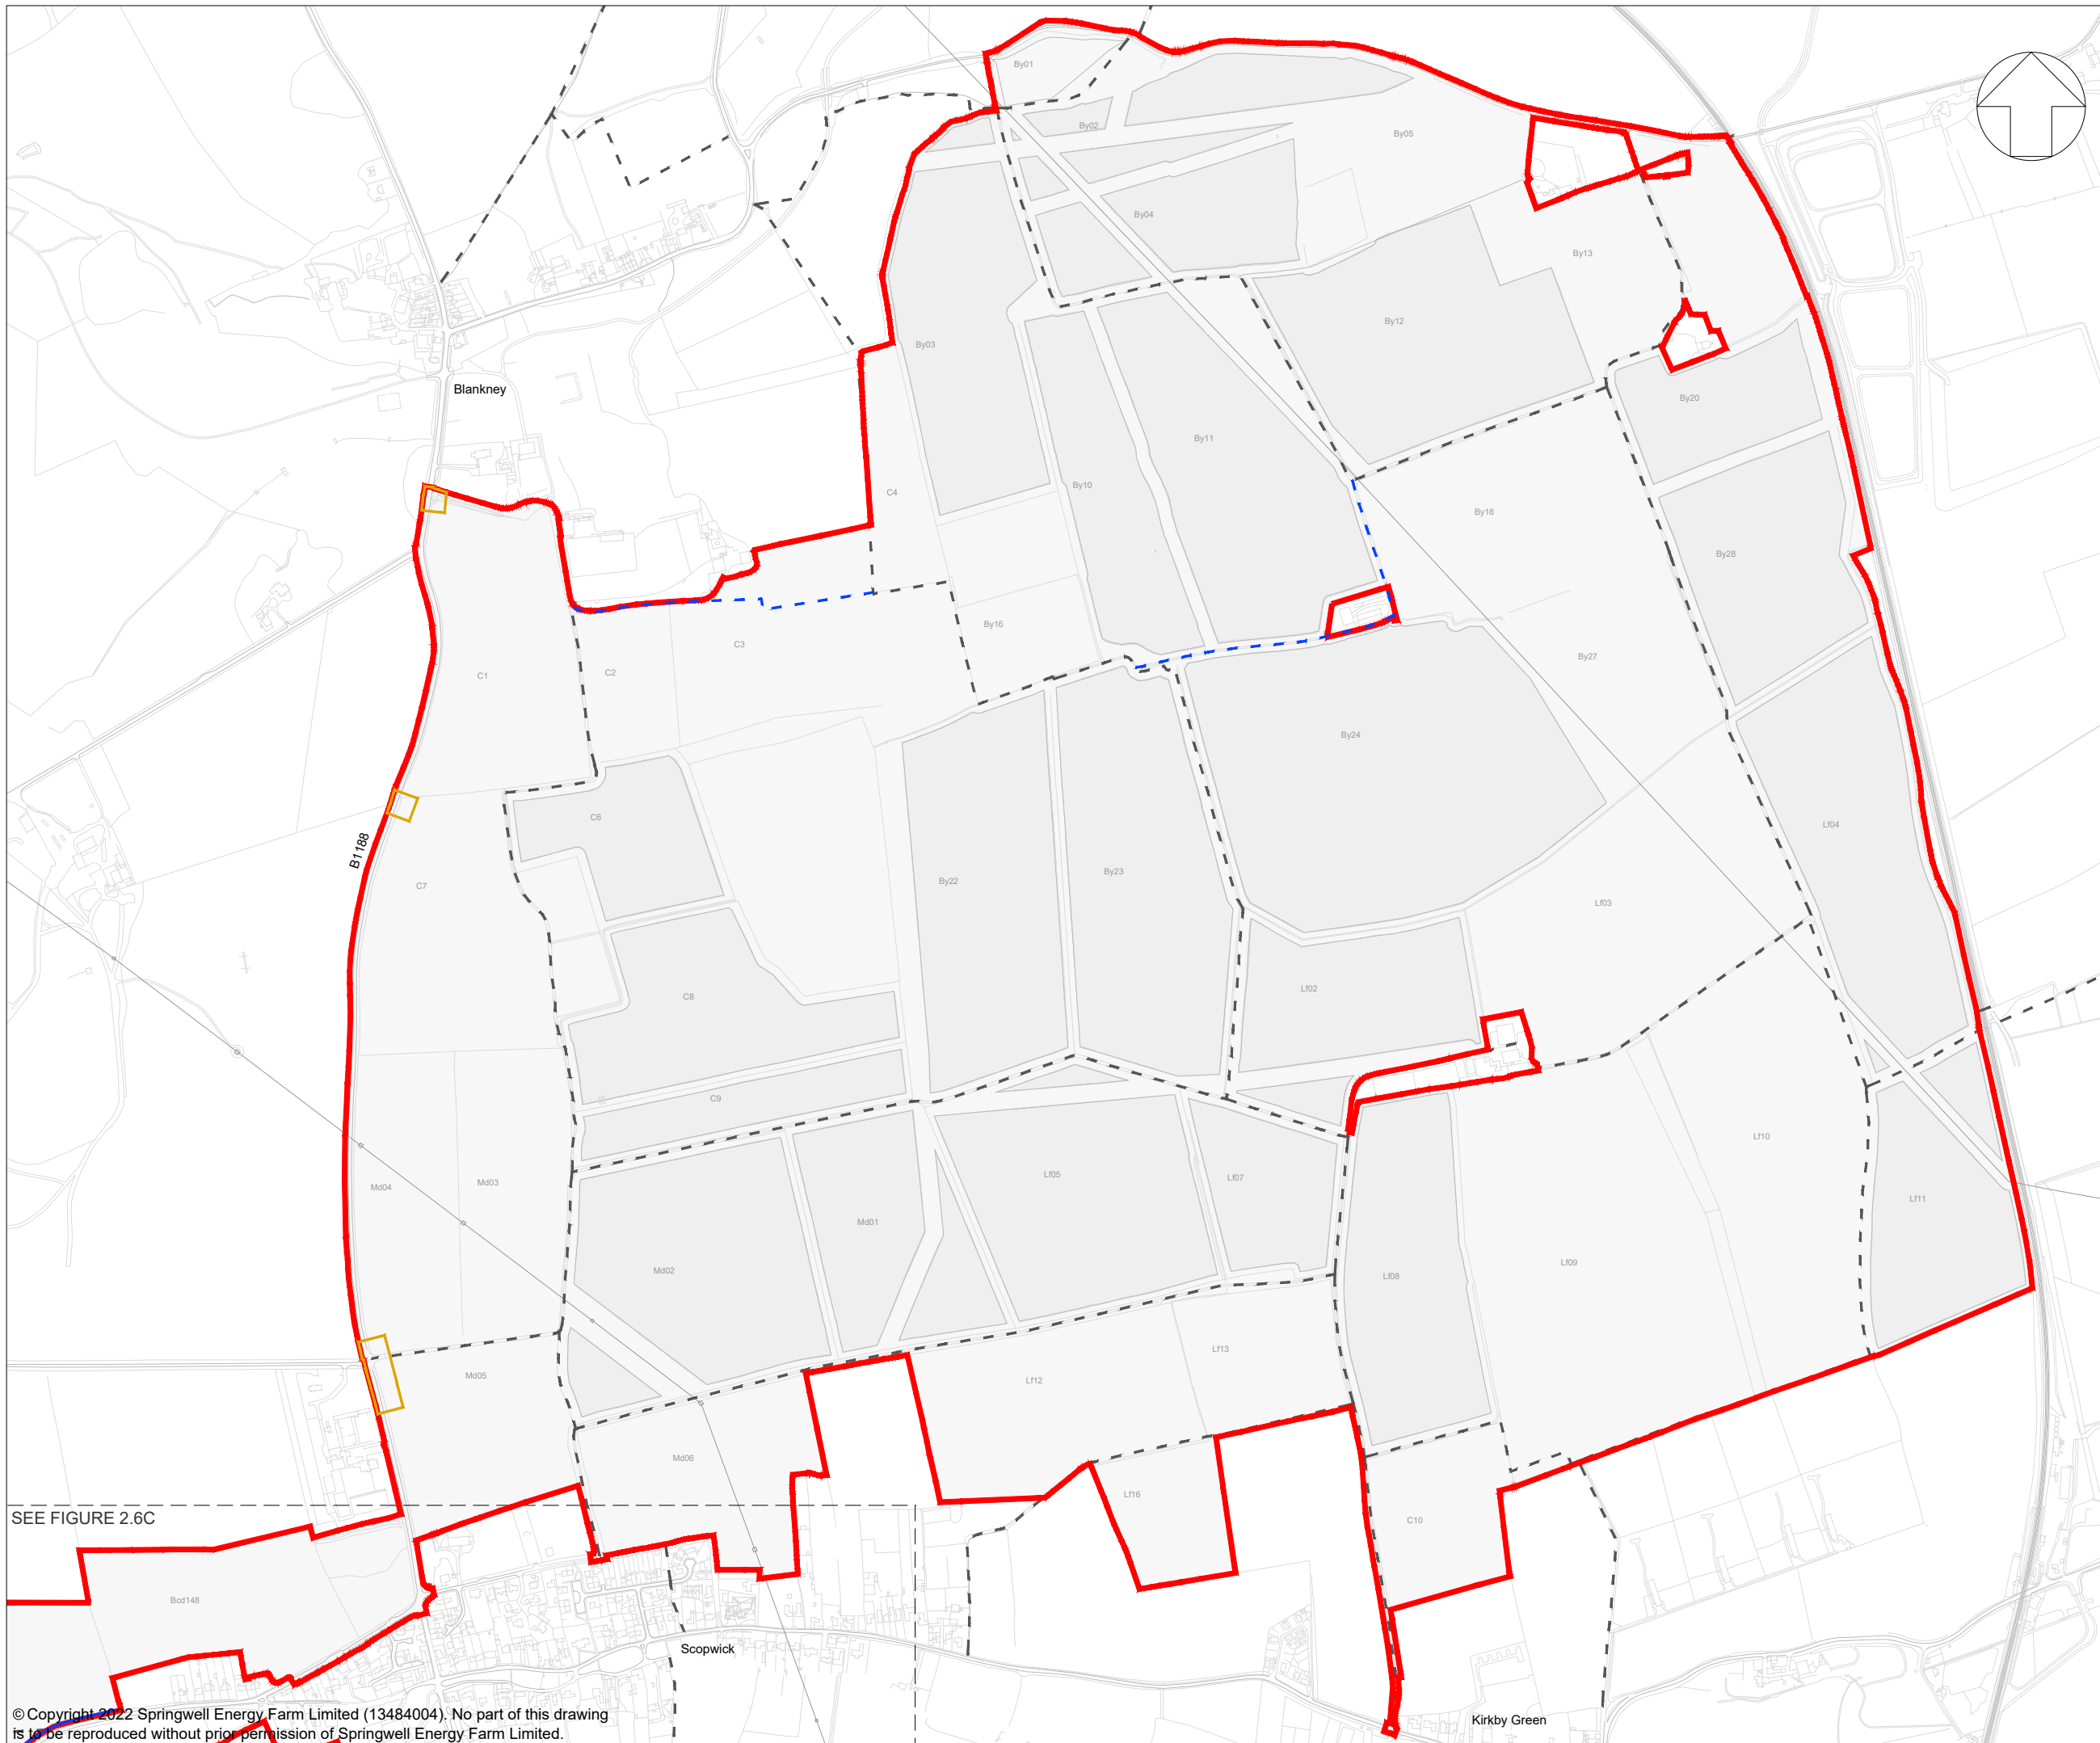 By01
By02
By05
By04
By13
By12
By03
Blankney
By20
By11
By10
C4
By18
By28
By16
C3
C2
C1
By27
By24
C6
Lf04
By23
By22
C7
B1188
Lf03
Lf02
C8
C9
Lf10
Lf05
Lf07
Md03
Md04
Lf11
Md01
Md02
Lf08
Lf09
Lf13
Lf12
Md05
Md06
Lf16
C10
SEE FIGURE 2.6C
Bcd148
Scopwick
Kirkby Green
© Copyright 2022 Springwell Energy Farm Limited (13484004). No part of this drawing
is to be reproduced without prior permission of Springwell Energy Farm Limited.